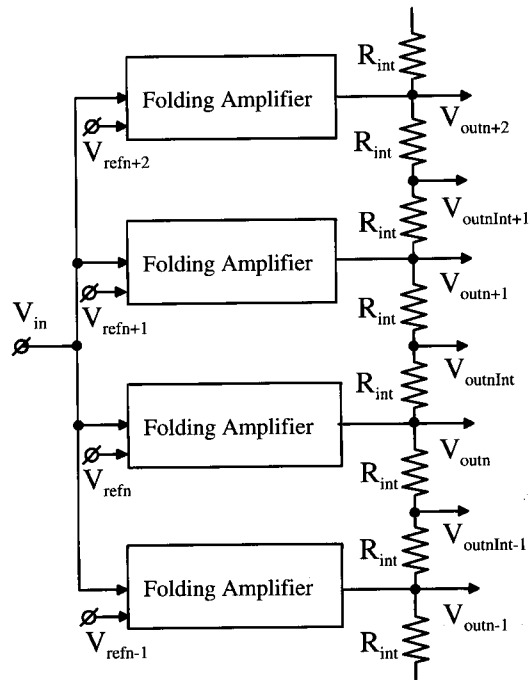 R_int
Folding Amplifier
V_outn+2
V_refn+2
R_int
V_outnInt+1
R_int
Folding Amplifier
V_outn+1
V_in
V_refn+1
R_int
V_outnInt
R_int
Folding Amplifier
V_outn
V_refn
R_int
V_outnInt-1
R_int
Folding Amplifier
V_outn-1
V_refn-1
R_int